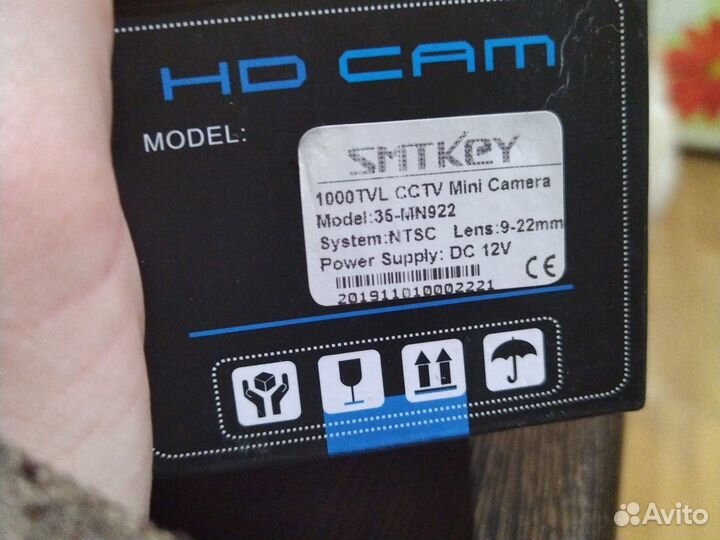 HD CAM
MODEL:
SMTKEY
1000TVL CCTV Mini Camera
Model:35-MN922
System:NTSC Lens:9-22mm
Power Supply: DC 12V
CE
201911010002221
Avito